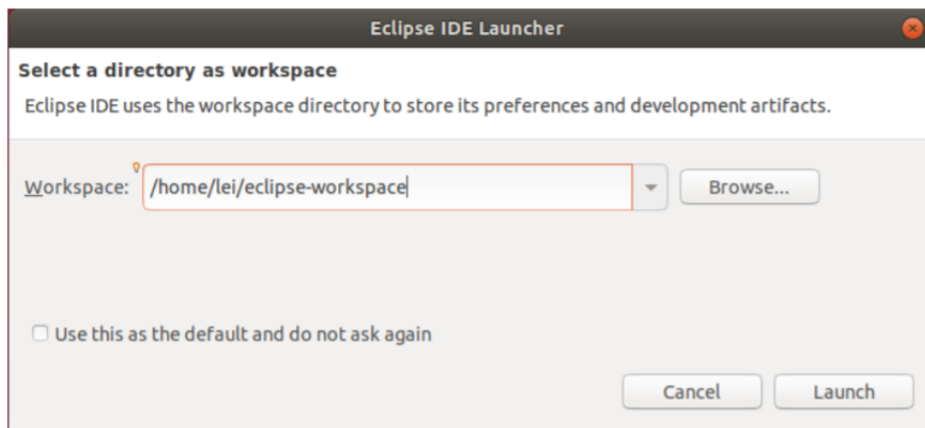 Eclipse IDE Launcher
Select a directory as workspace
Eclipse IDE uses the workspace directory to store its preferences and development artifacts.
Workspace: /home/lei/eclipse-workspace Browse...
Use this as the default and do not ask again
Cancel Launch